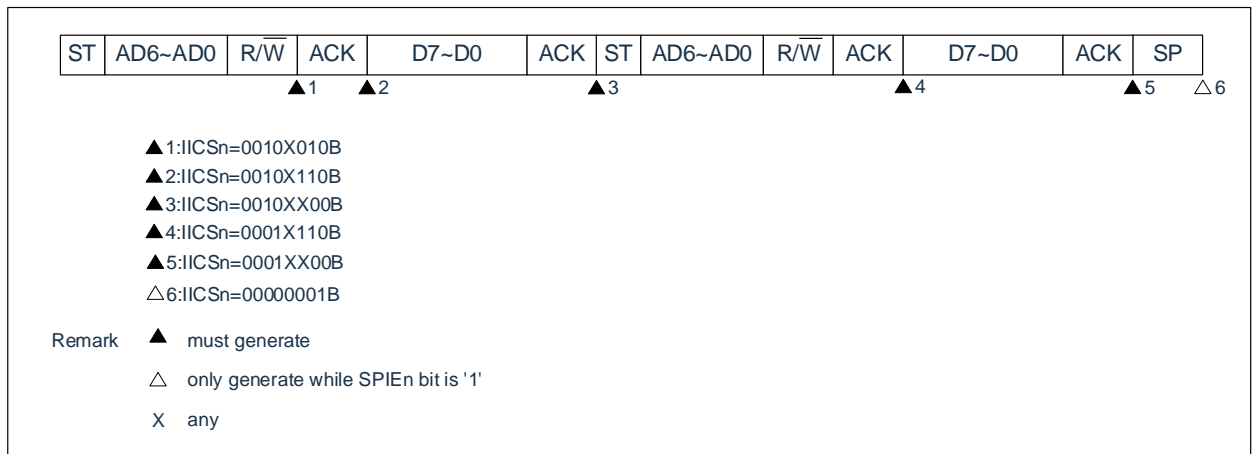 ST AD6~AD0 R/W ACK D7~D0 ACK ST AD6~AD0 R/W ACK D7~D0 ACK SP
▲1 ▲2 ▲3 ▲4 ▲5 △6
▲1:IICSn=0010X010B
▲2:IICSn=0010X110B
▲3:IICSn=0010XX00B
▲4:IICSn=0001X110B
▲5:IICSn=0001XX00B
△6:IICSn=00000001B
Remark ▲ must generate
△ only generate while SPIEn bit is '1'
X any